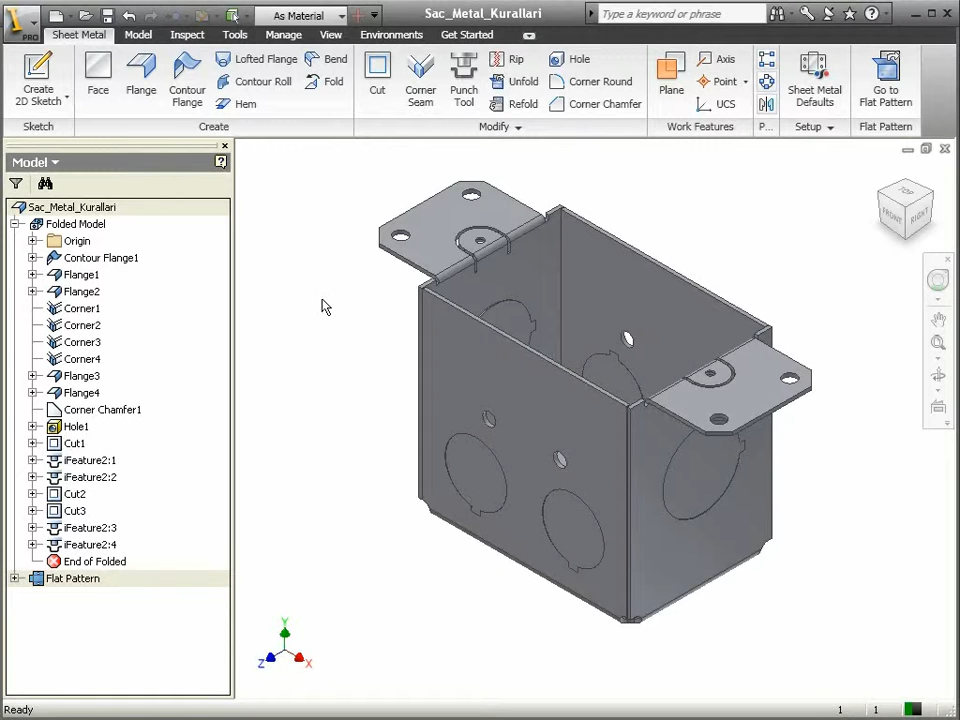 As Material
Sac_Metal_Kurallari
Type a keyword or phrase
PRO
Sheet Metal Model Inspect Tools Manage View Environments Get Started
Create
2D Sketch
Face
Flange
Contour
Flange
Lofted Flange
Contour Roll
Hem
Bend
Fold
Cut
Corner
Seam
Punch
Tool
Rip
Unfold
Refold
Hole
Corner Round
Corner Chamfer
Plane
Axis
Point
UCS
Sheet Metal
Defaults
Go to
Flat Pattern
Sketch Create Modify Work Features P... Setup Flat Pattern
Model
Sac_Metal_Kurallari
Folded Model
Origin
Contour Flange1
Flange1
Flange2
Corner1
Corner2
Corner3
Corner4
Flange3
Flange4
Corner Chamfer1
Hole1
Cut1
iFeature2:1
iFeature2:2
Cut2
Cut3
iFeature2:3
iFeature2:4
End of Folded
Flat Pattern
TOP
FRONT
RIGHT
Y
Z
X
Ready
1
1